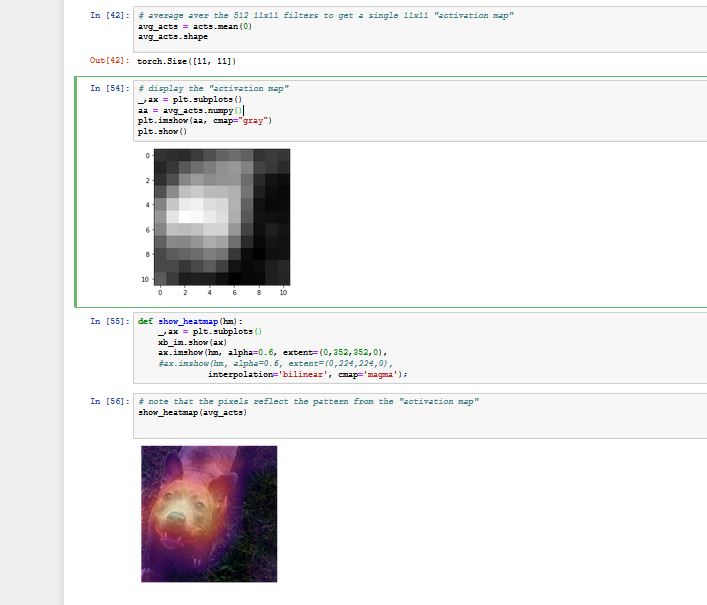 In [42]: # average aver the 512 11x11 filters to get a single 11x11 "activation map"
avg_acts = acts.mean(0)
avg_acts.shape
Out[42]: torch.Size([11, 11])
In [54]: # display the "activation map"
_,ax = plt.subplots()
aa = avg_acts.numpy()
plt.imshow(aa, cmap="gray")
plt.show()
0
2
4
6
8
10
0 2 4 6 8 10
In [55]: def show_heatmap(hm):
_,ax = plt.subplots()
xb_im.show(ax)
ax.imshow(hm, alpha=0.6, extent=(0,352,352,0),
#ax.imshow(hm, alpha=0.6, extent=(0,224,224,0),
interpolation='bilinear', cmap='magma');
In [56]: # note that the pixels reflect the pattern from the "activation map"
show_heatmap(avg_acts)